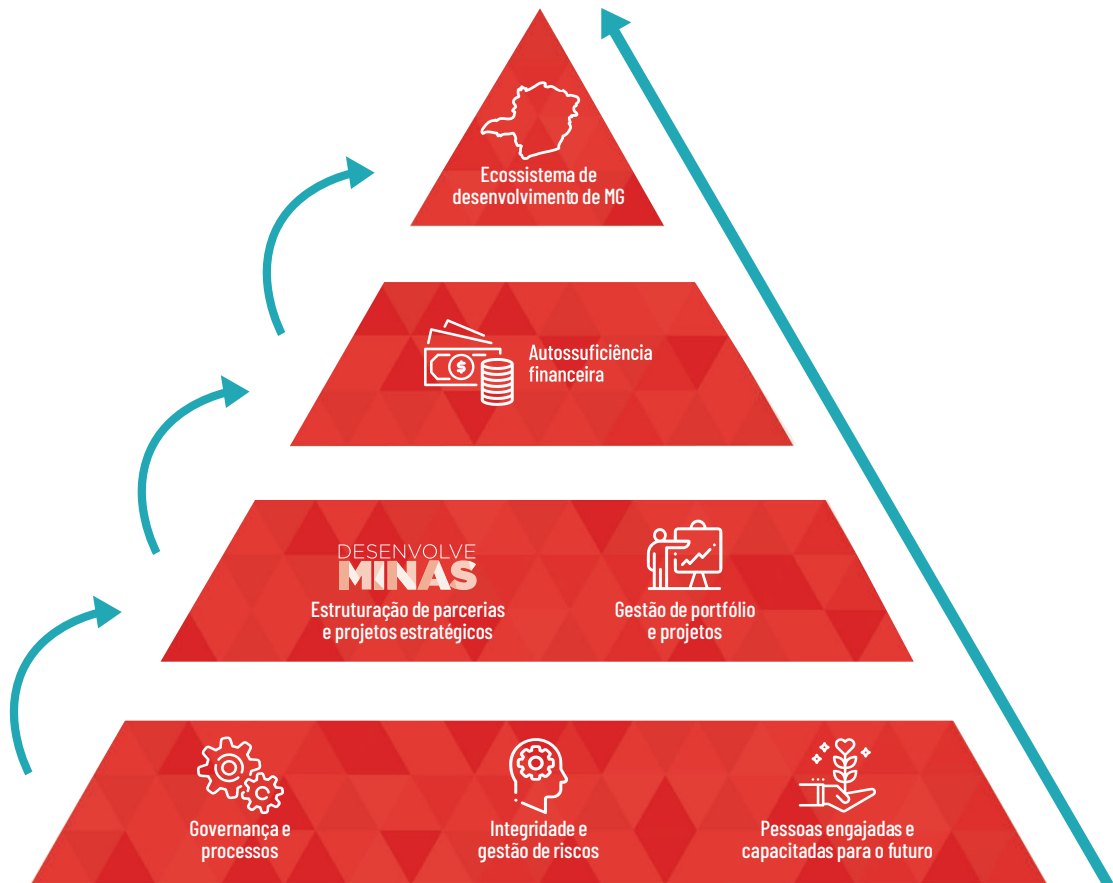 Ecossistema de
desenvolvimento de MG
$
Autossuficiência
financeira
DESENVOLVE
MINAS
Estruturação de parcerias
e projetos estratégicos
Gestão de portfólio
e projetos
Governança e
processos
Integridade e
gestão de riscos
Pessoas engajadas e
capacitadas para o futuro